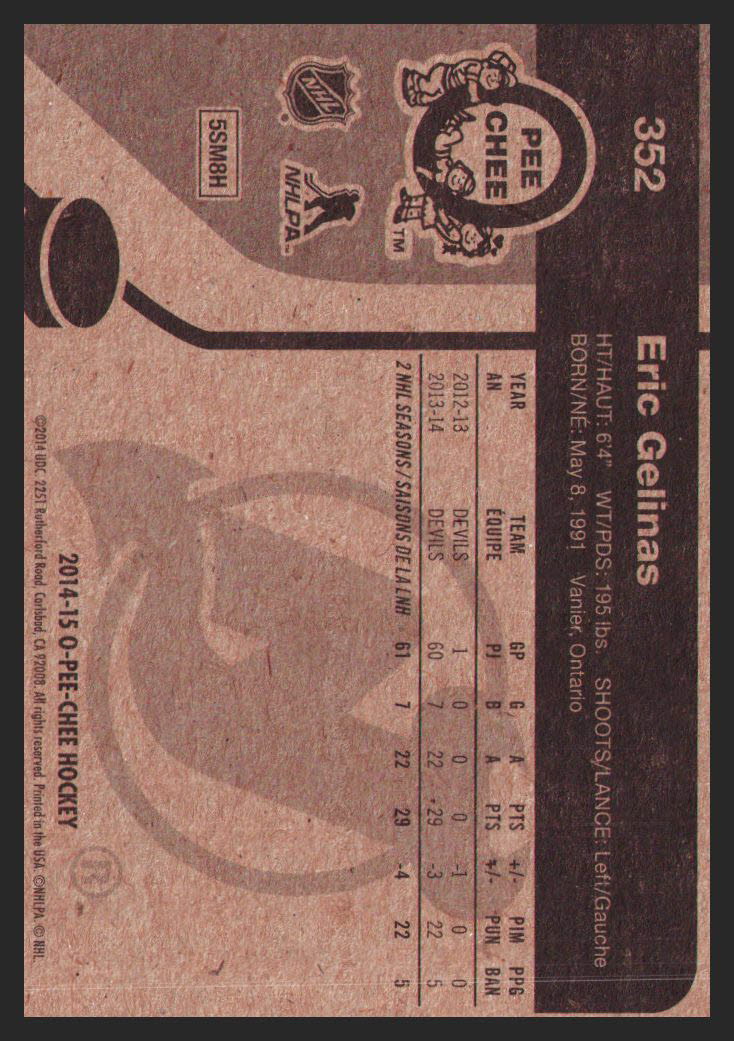 352
Eric Gelinas
HT/HAUT: 6'4" WT/PDS: 195 lbs. SHOOTS/LANCE: Left/Gauche
BORN/NÉ: May 8, 1991 Vanier, Ontario
O
PEE
CHEE
TM
NHL
®
NHLPA™
5SM8H
YEAR TEAM GP G A PTS +/- PIM PPG
AN ÉQUIPE PJ B A PTS +/- PUN BAN
2012-13 DEVILS 1 0 0 0 -1 0 0
2013-14 DEVILS 60 7 22 29 -3 22 5
2 NHL SEASONS/SAISONS DE LA LNH 61 7 22 29 -4 22 5
®
2014-15 O-PEE-CHEE HOCKEY
©2014 UDC. 2251 Rutherford Road, Carlsbad, CA 92008. All rights reserved. Printed in the USA. ©NHLPA. © NHL.